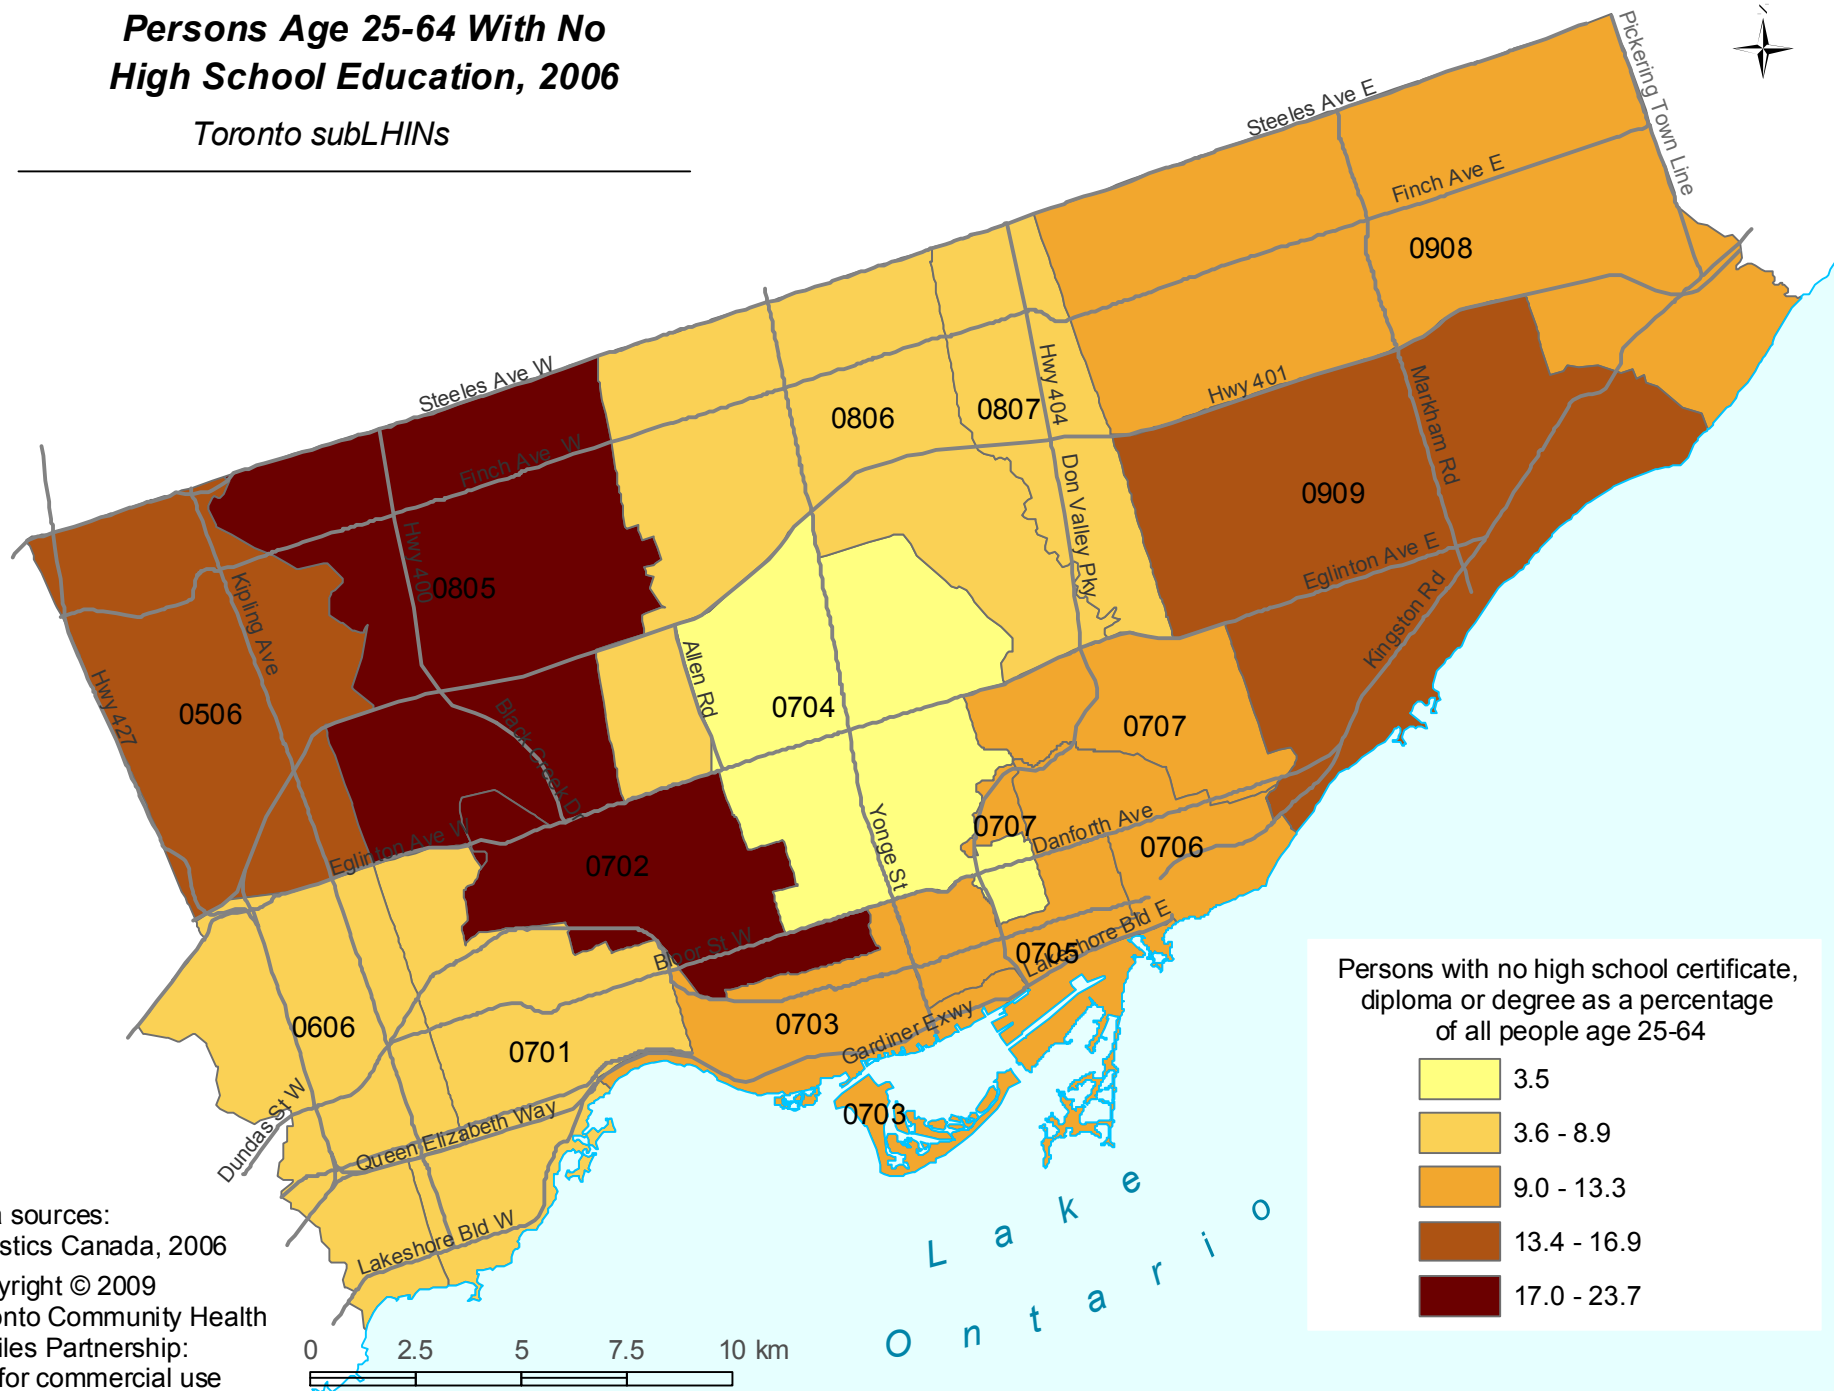 Persons Age 25-64 With No
High School Education, 2006
Toronto subLHINs
N
Pickering Town Line
Steeles Ave E
Finch Ave E
0908
Steeles Ave W
Hwy 404
Hwy 401
Markham Rd
0806
0807
Finch Ave W
Don Valley Pky
0909
Hwy 400
0805
Eglinton Ave E
Kipling Ave
Kingston Rd
Allen Rd
Hwy 427
0506
Black Creek Dr
0704
0707
Yonge St
0707
Danforth Ave
0706
Eglinton Ave W
0702
Bloor St W
0705
Lakeshore Bld E
0606
0701
0703
Gardiner Exwy
0703
Dundas St W
Queen Elizabeth Way
Lakeshore Bld W
Lake
Ontario
Persons with no high school certificate,
diploma or degree as a percentage
of all people age 25-64
3.5
3.6 - 8.9
9.0 - 13.3
13.4 - 16.9
17.0 - 23.7
a sources:
stics Canada, 2006
yright © 2009
onto Community Health
iles Partnership:
for commercial use
0 2.5 5 7.5 10 km